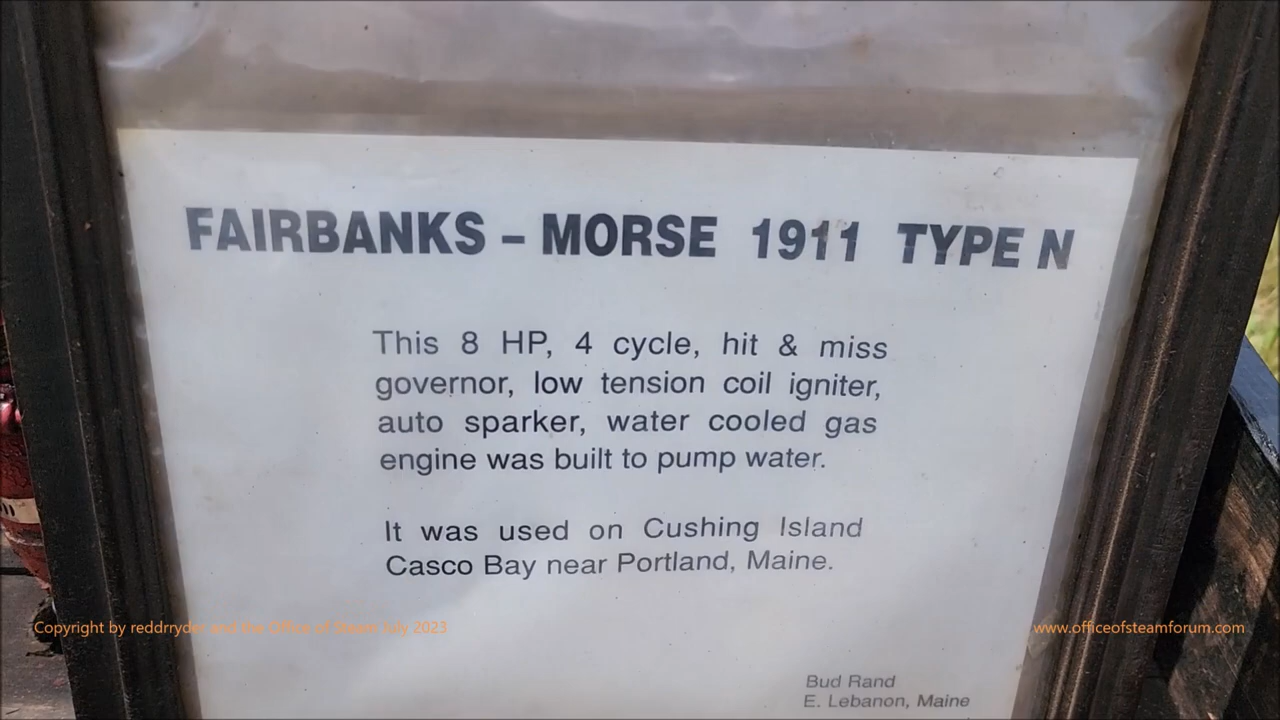 FAIRBANKS - MORSE 1911 TYPE N
This 8 HP, 4 cycle, hit & miss
governor, low tension coil igniter,
auto sparker, water cooled gas
engine was built to pump water.
It was used on Cushing Island
Casco Bay near Portland, Maine.
Copyright by reddrryder and the Office of Steam July 2023
www.officeofsteamforum.com
Bud Rand
E. Lebanon, Maine